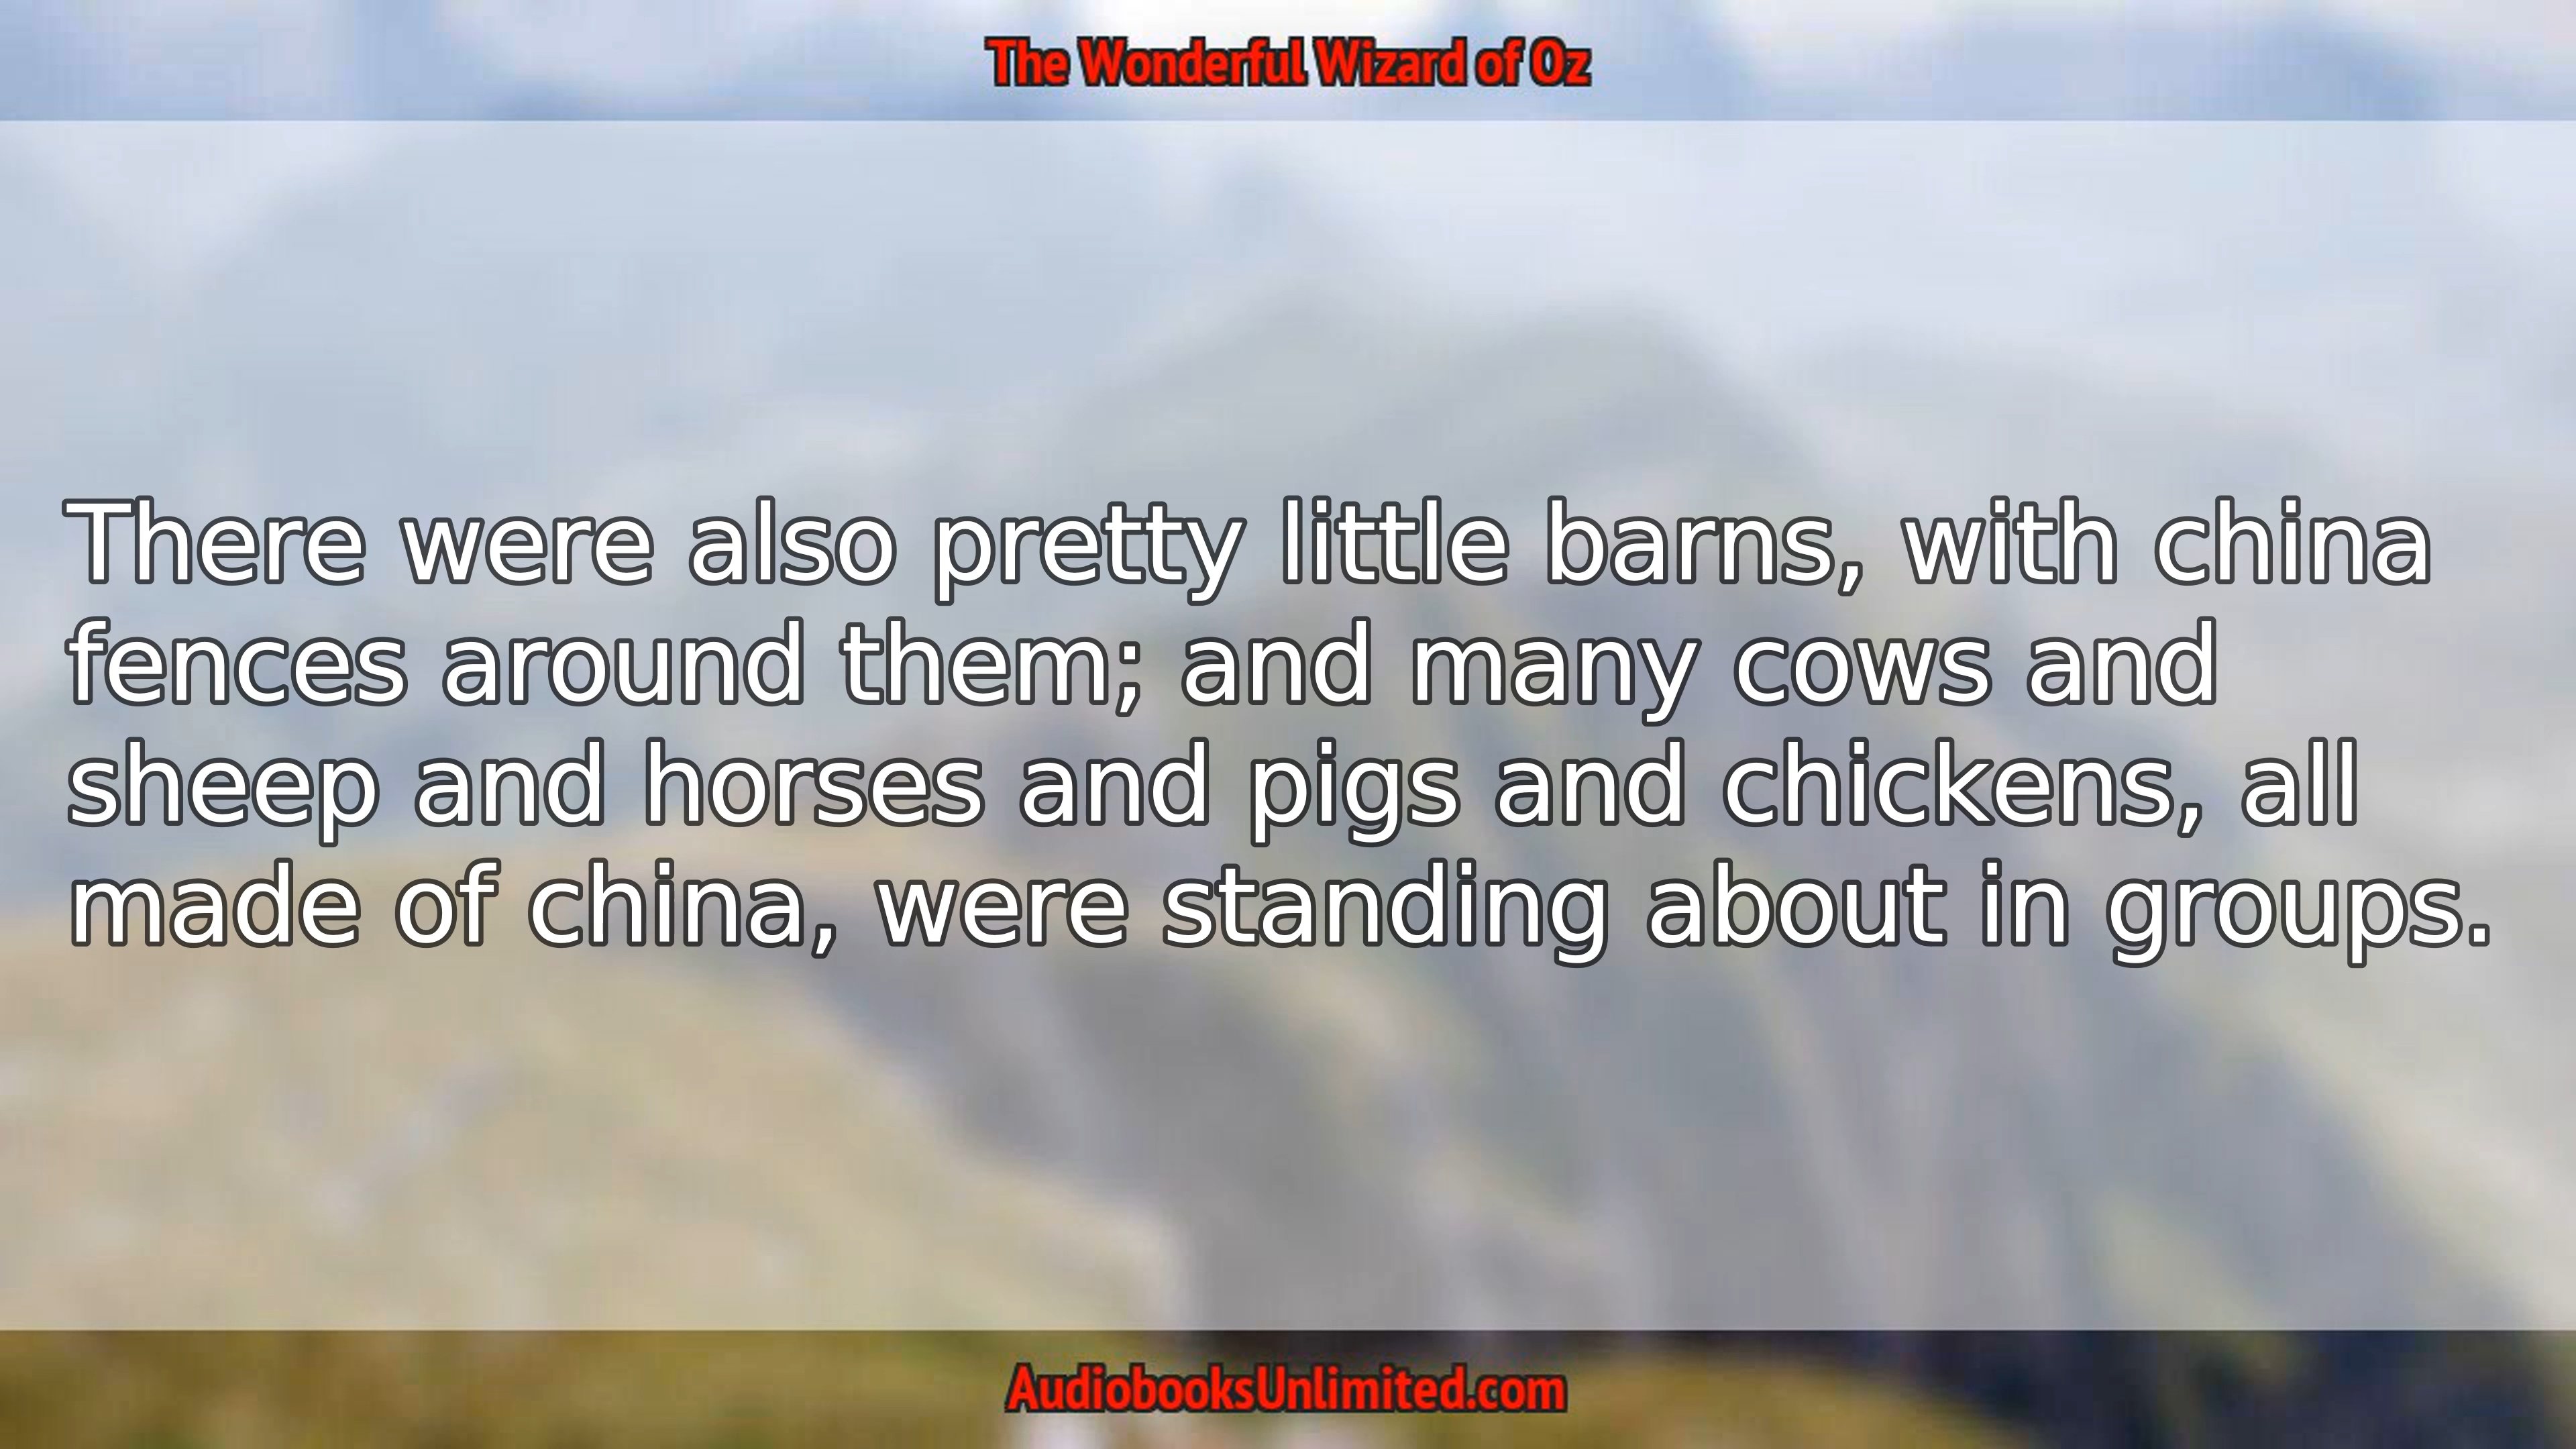 The Wonderful Wizard of Oz
There were also pretty little barns, with china
fences around them; and many cows and
sheep and horses and pigs and chickens, all
made of china, were standing about in groups.
AudiobooksUnlimited.com